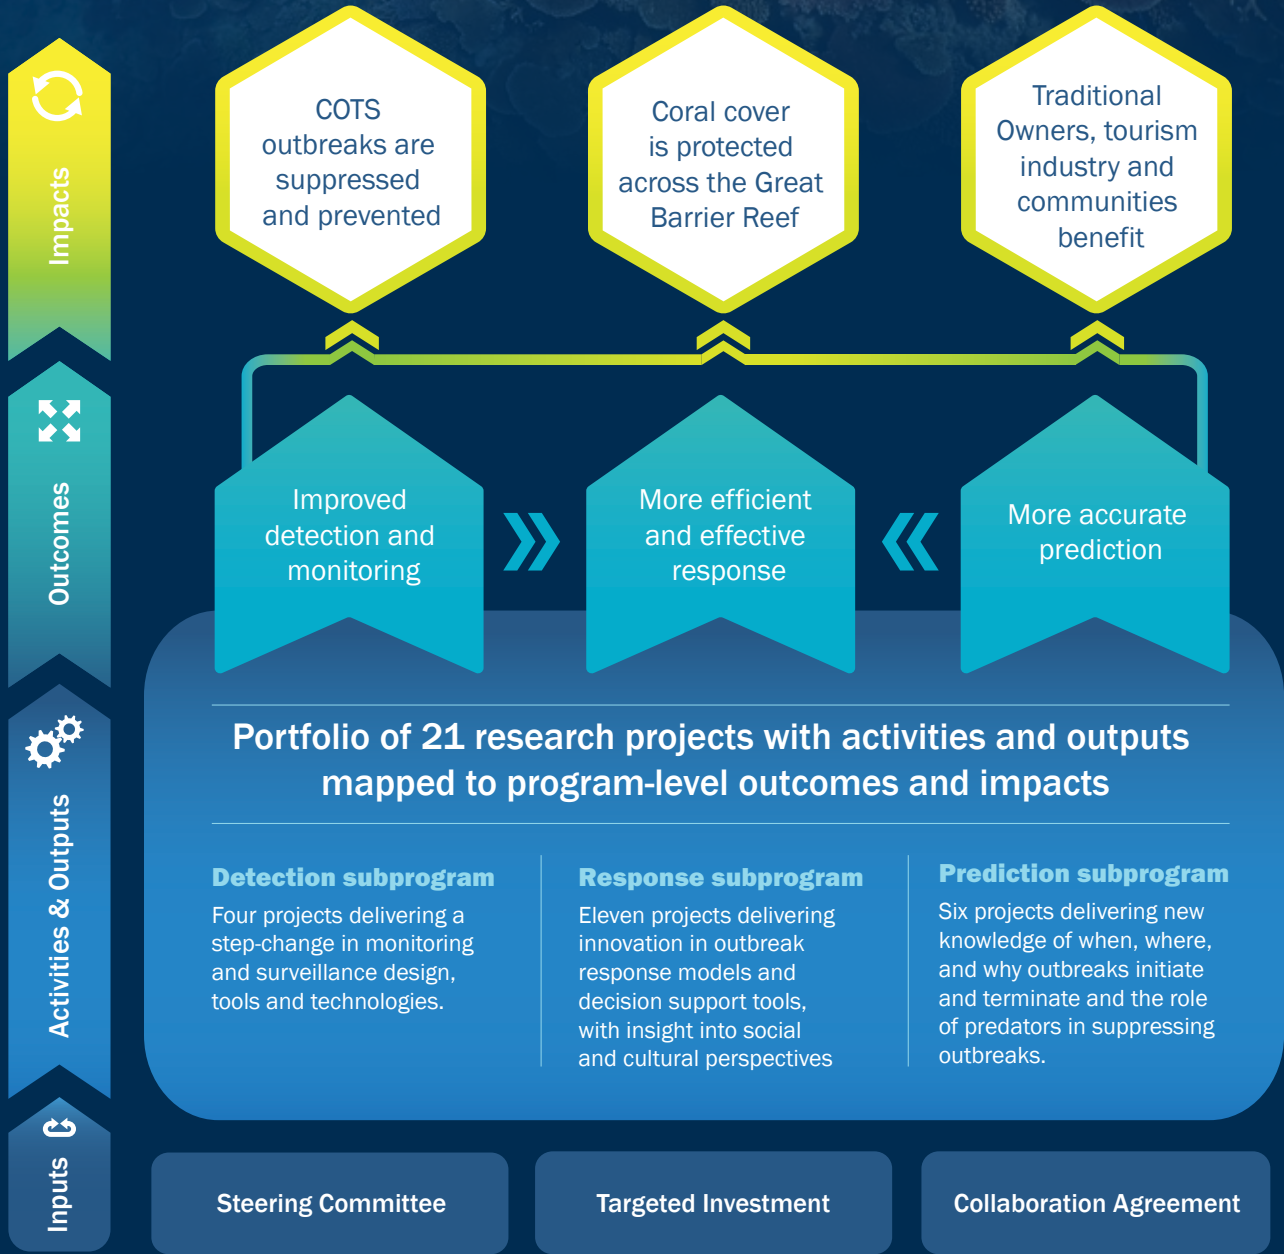 Impacts
COTS
outbreaks are
suppressed
and prevented
Coral cover
is protected
across the Great
Barrier Reef
Traditional
Owners, tourism
industry and
communities
benefit
Outcomes
Improved
detection and
monitoring
More efficient
and effective
response
More accurate
prediction
Activities & Outputs
Portfolio of 21 research projects with activities and outputs
mapped to program-level outcomes and impacts
Detection subprogram
Four projects delivering a
step-change in monitoring
and surveillance design,
tools and technologies.
Response subprogram
Eleven projects delivering
innovation in outbreak
response models and
decision support tools,
with insight into social
and cultural perspectives
Prediction subprogram
Six projects delivering new
knowledge of when, where,
and why outbreaks initiate
and terminate and the role
of predators in suppressing
outbreaks.
Inputs
Steering Committee
Targeted Investment
Collaboration Agreement